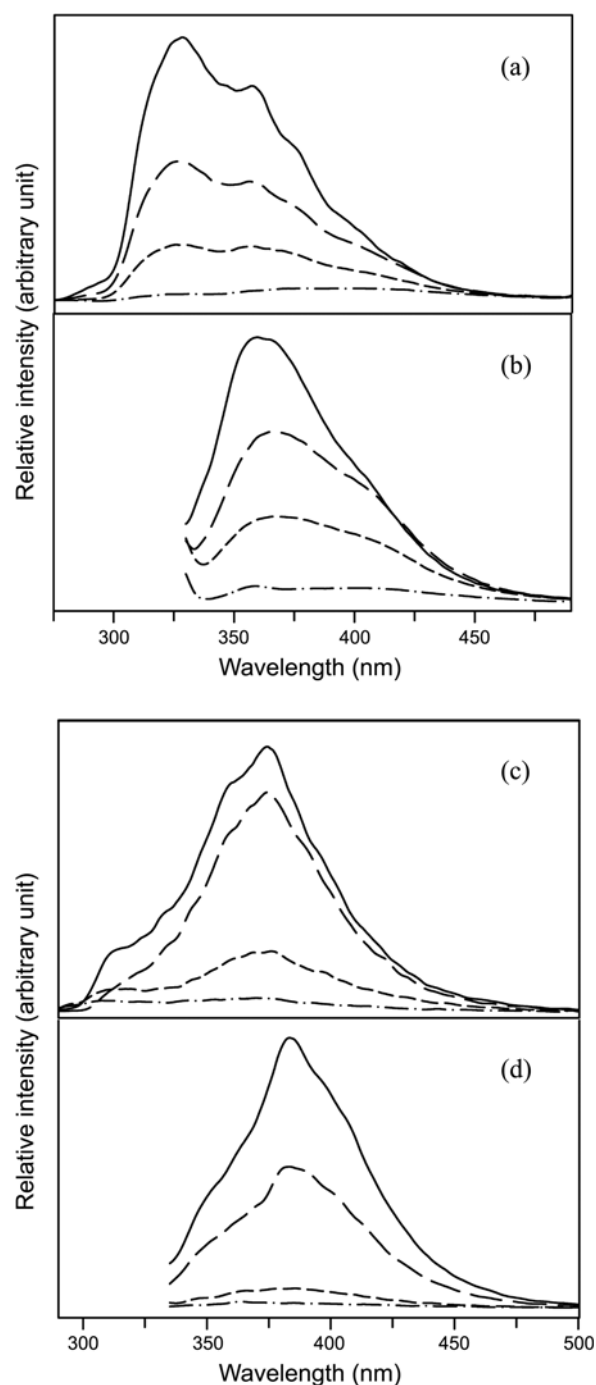 (a)
Relative intensity (arbitrary unit)
(b)
300 350 400 450
Wavelength (nm)
(c)
Relative intensity (arbitrary unit)
(d)
300 350 400 450 500
Wavelength (nm)